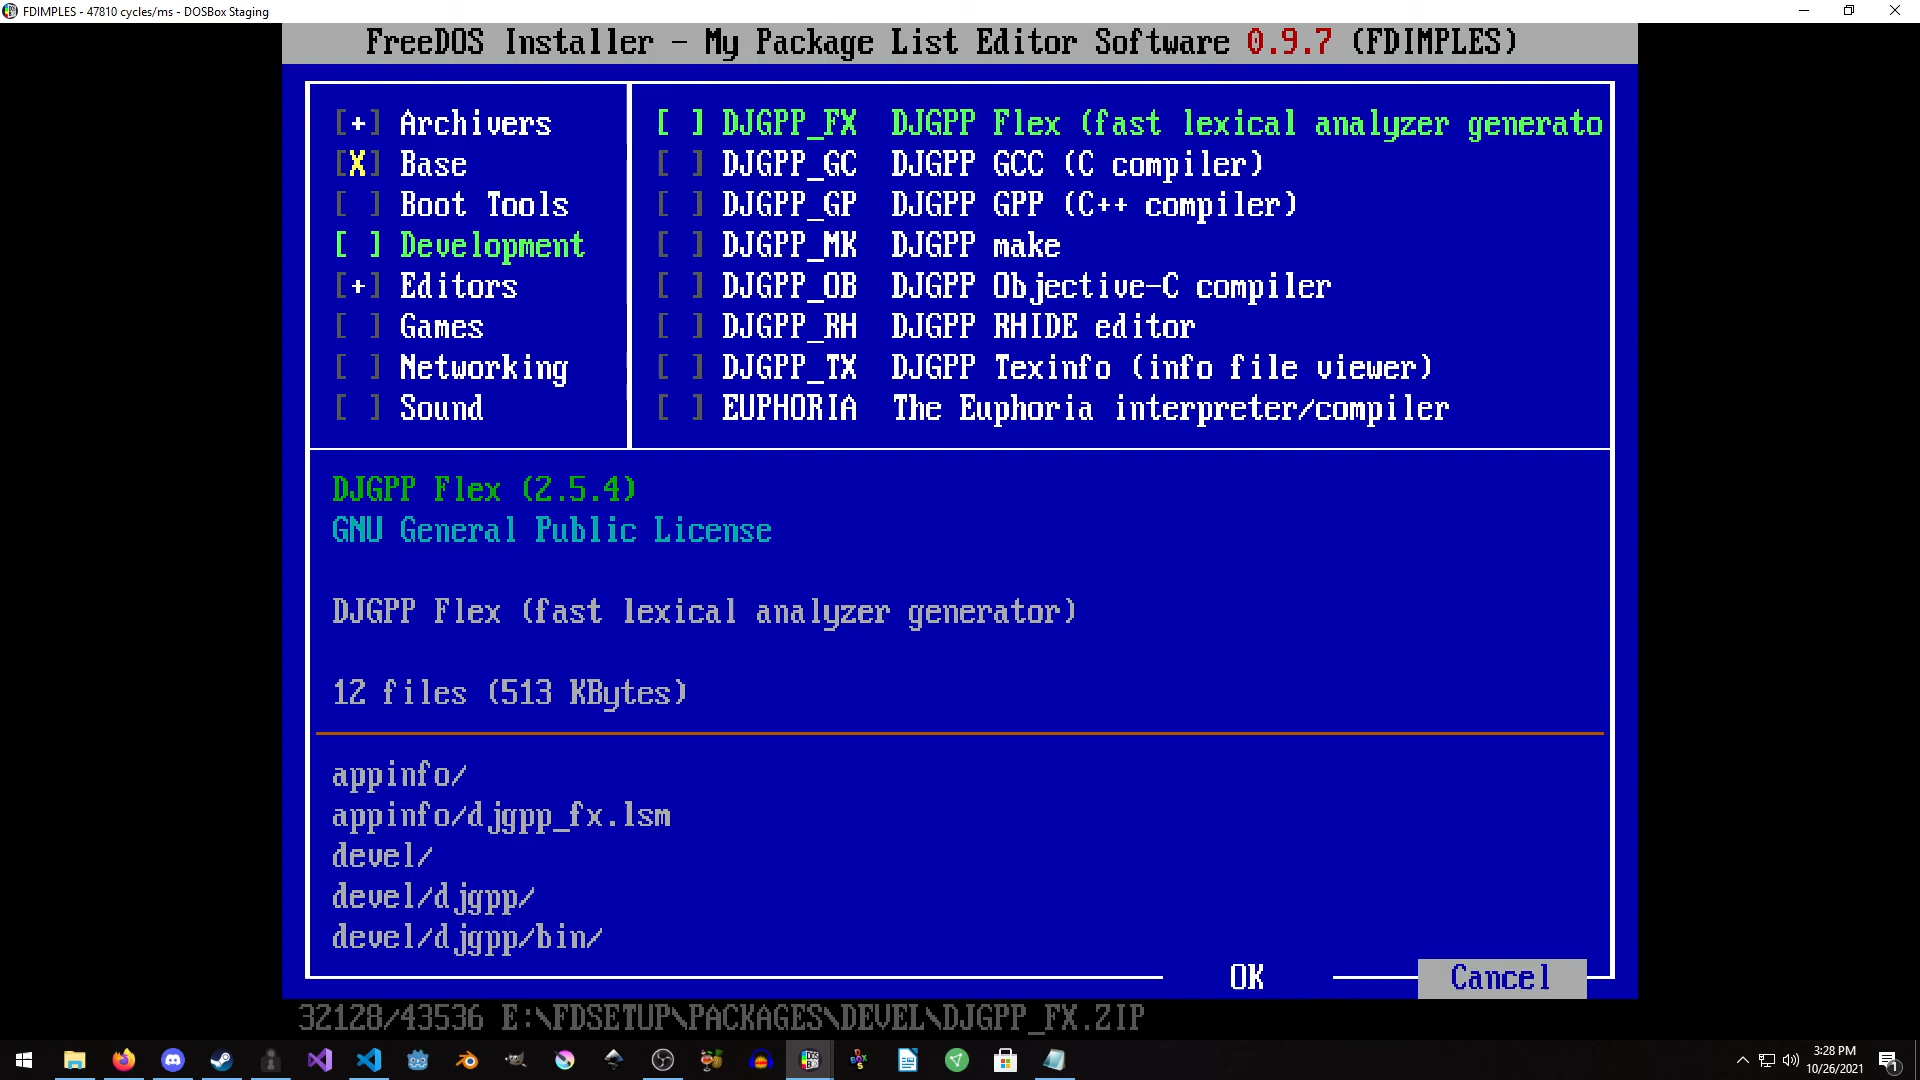 FDIMPLES - 47810 cycles/ms - DOSBox Staging
FreeDOS Installer - My Package List Editor Software 0.9.7 (FDIMPLES)
[+] Archivers
[X] Base
[ ] Boot Tools
[ ] Development
[+] Editors
[ ] Games
[ ] Networking
[ ] Sound
[ ] DJGPP_FX DJGPP Flex (fast lexical analyzer generato
[ ] DJGPP_GC DJGPP GCC (C compiler)
[ ] DJGPP_GP DJGPP GPP (C++ compiler)
[ ] DJGPP_MK DJGPP make
[ ] DJGPP_OB DJGPP Objective-C compiler
[ ] DJGPP_RH DJGPP RHIDE editor
[ ] DJGPP_TX DJGPP Texinfo (info file viewer)
[ ] EUPHORIA The Euphoria interpreter/compiler
DJGPP Flex (2.5.4)
GNU General Public License
DJGPP Flex (fast lexical analyzer generator)
12 files (513 KBytes)
appinfo/
appinfo/djgpp_fx.lsm
devel/
devel/djgpp/
devel/djgpp/bin/
OK Cancel
32128/43536 E:\FDSETUP\PACKAGES\DEVEL\DJGPP_FX.ZIP
3:28 PM
10/26/2021
1